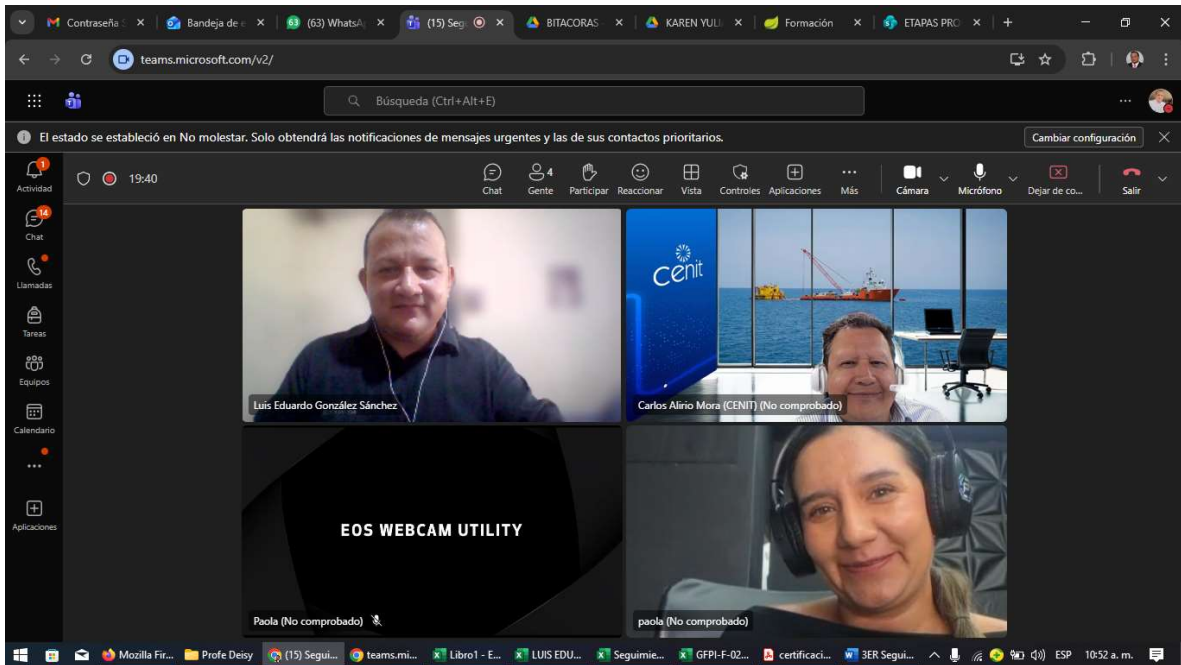 Contraseña
Bandeja de e
(63) WhatsA
(15) Seg
BITACORAS
KAREN YULI
Formación
ETAPAS PRO
teams.microsoft.com/v2/
Búsqueda (Ctrl+Alt+E)
El estado se estableció en No molestar. Solo obtendrá las notificaciones de mensajes urgentes y las de sus contactos prioritarios.
Cambiar configuración
19:40
Chat
4
Gente
Participar
Reaccionar
Vista
Controles
Aplicaciones
Más
Cámara
Micrófono
Dejar de co...
Salir
1
Actividad
14
Chat
Llamadas
Tareas
Equipos
Calendario
Aplicaciones
Luis Eduardo González Sánchez
cenit
Carlos Alirio Mora (CENIT) (No comprobado)
EOS WEBCAM UTILITY
Paola (No comprobado)
paola (No comprobado)
Mozilla Fir...
Profe Deisy
(15) Segui...
teams.mi...
Libro1 - E...
LUIS EDU...
Seguimie...
GFPI-F-02...
certificaci...
3ER Segui...
ESP
10:52 a. m.